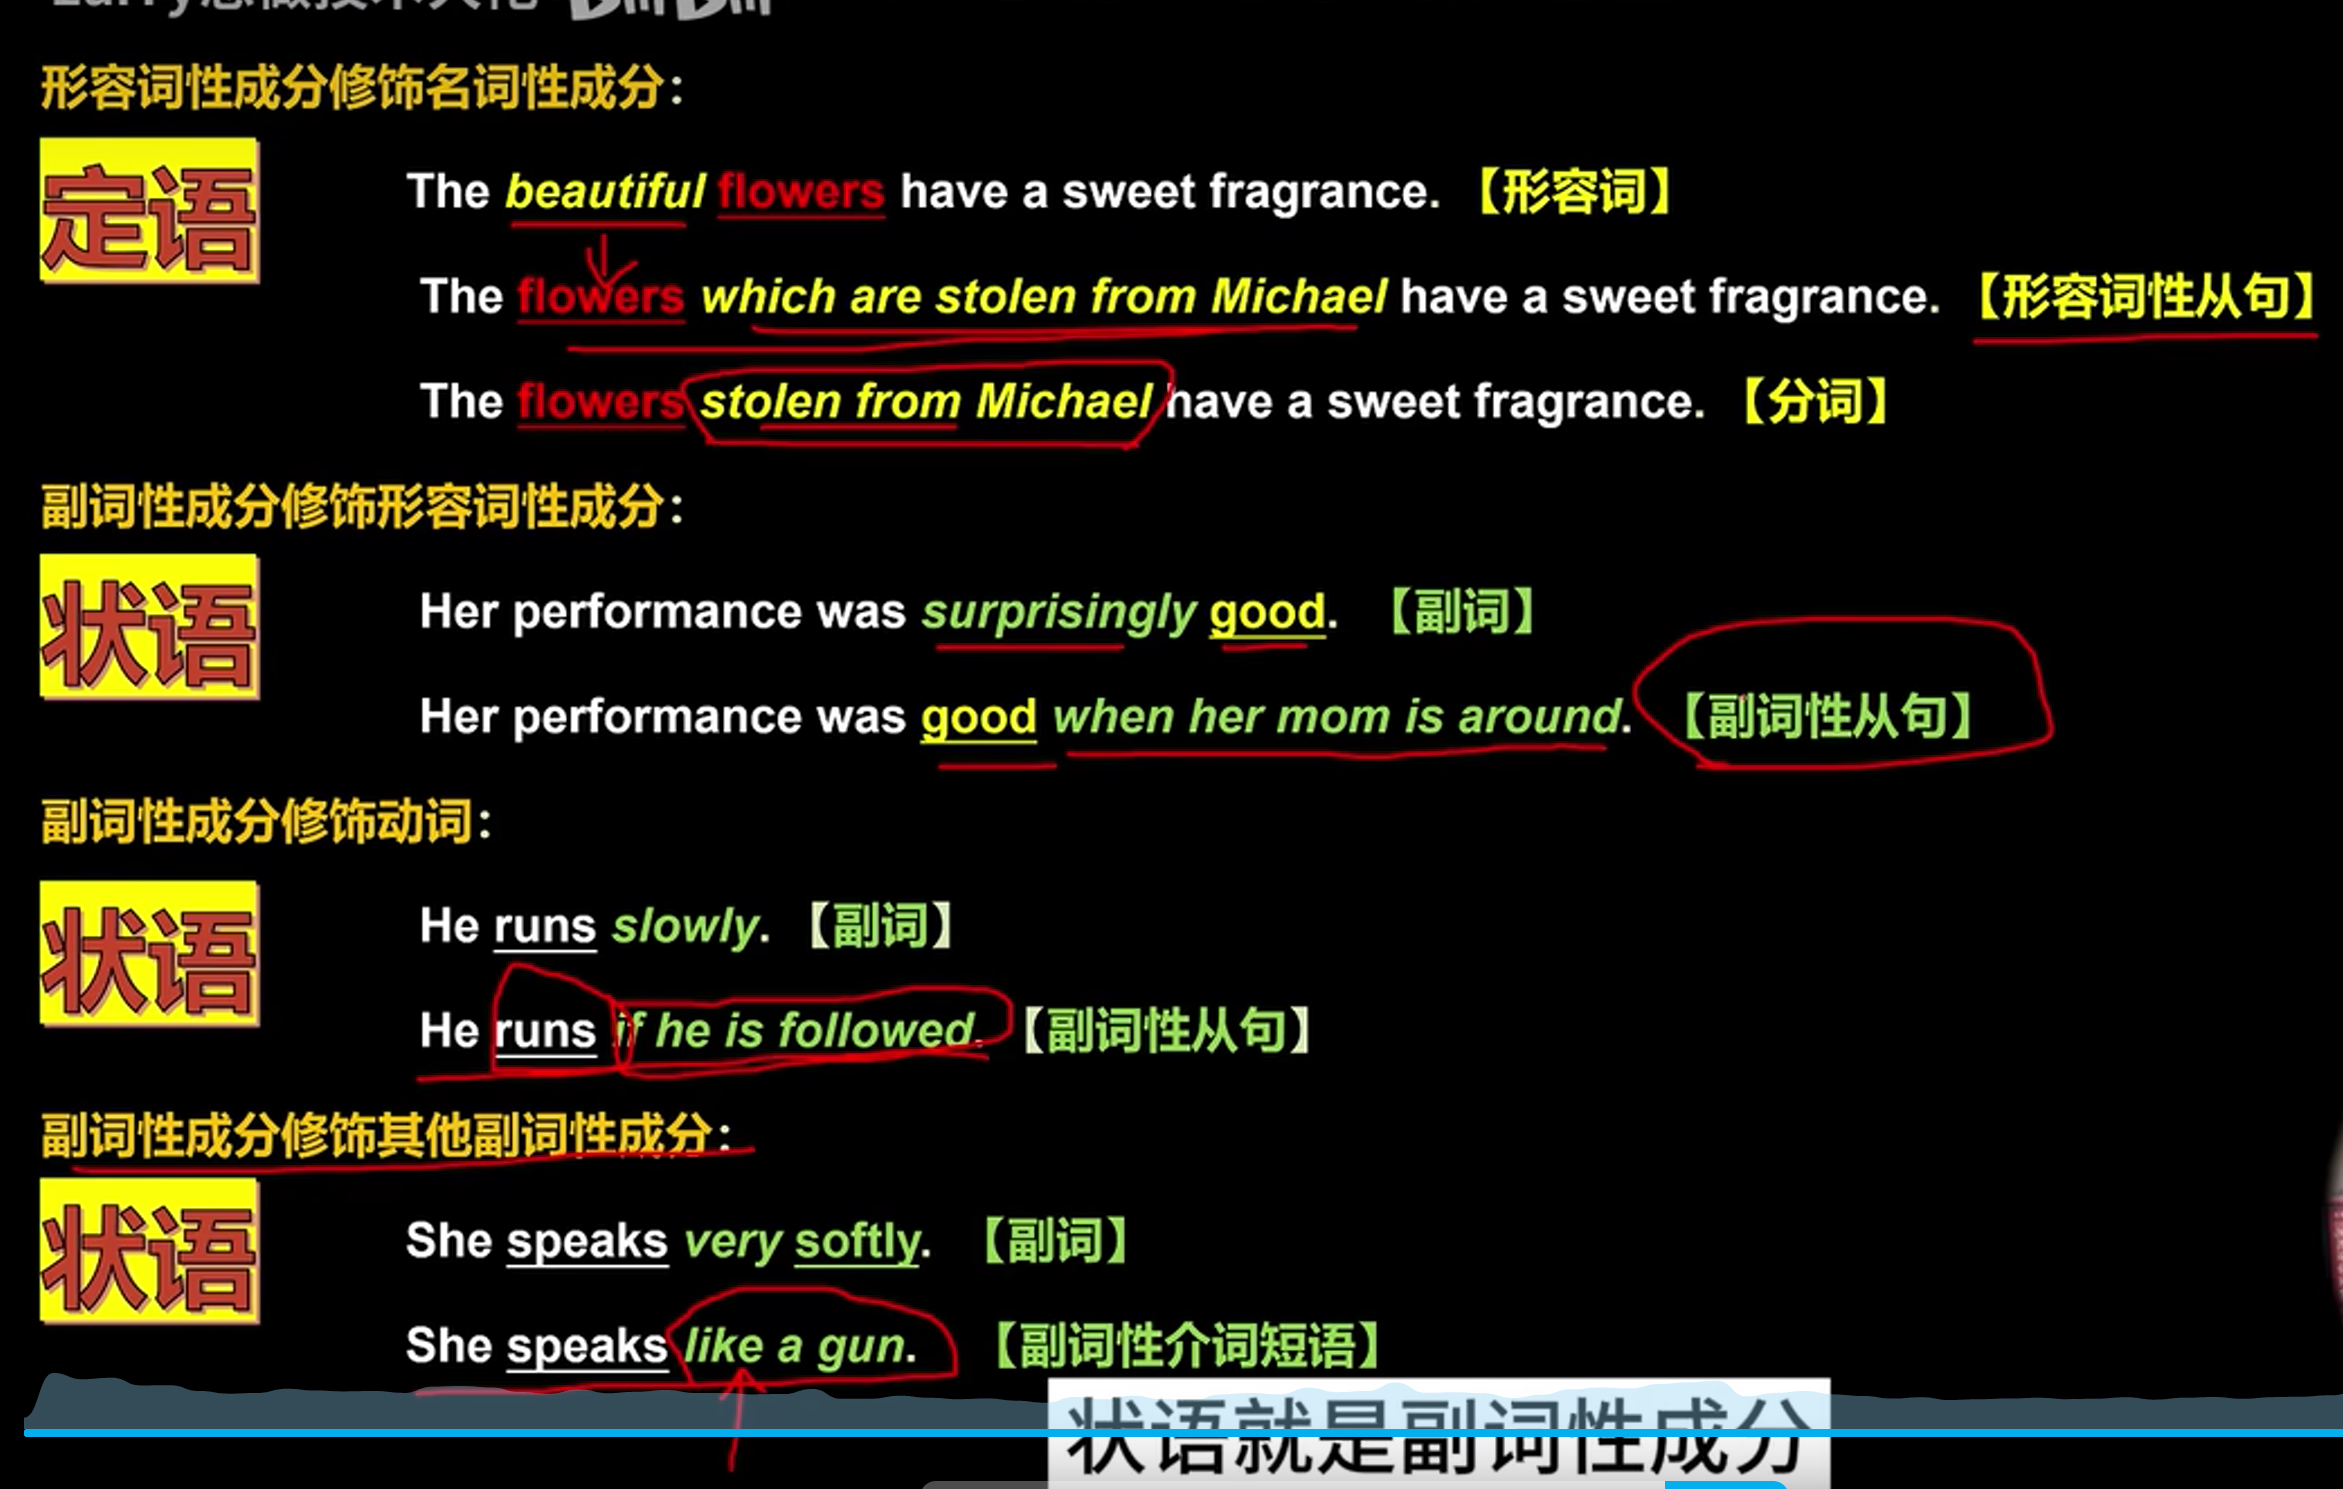 形容词性成分修饰名词性成分：
定语
The beautiful flowers have a sweet fragrance. 【形容词】
The flowers which are stolen from Michael have a sweet fragrance. 【形容词性从句】
The flowers stolen from Michael have a sweet fragrance. 【分词】
副词性成分修饰形容词性成分：
状语
Her performance was surprisingly good. 【副词】
Her performance was good when her mom is around. 【副词性从句】
副词性成分修饰动词：
状语
He runs slowly. 【副词】
He runs if he is followed. 【副词性从句】
副词性成分修饰其他副词性成分：
状语
She speaks very softly. 【副词】
She speaks like a gun. 【副词性介词短语】
状语就是副词性成分